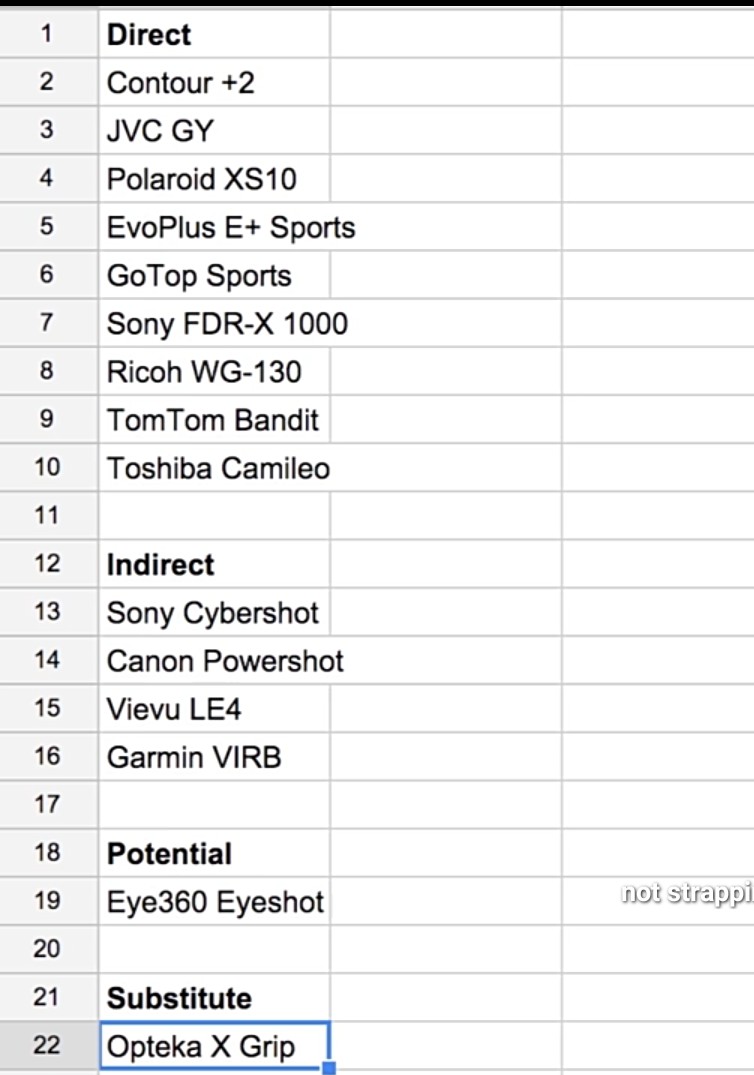 1 Direct
2 Contour +2
3 JVC GY
4 Polaroid XS10
5 EvoPlus E+ Sports
6 GoTop Sports
7 Sony FDR-X 1000
8 Ricoh WG-130
9 TomTom Bandit
10 Toshiba Camileo
11
12 Indirect
13 Sony Cybershot
14 Canon Powershot
15 Vievu LE4
16 Garmin VIRB
17
18 Potential
19 Eye360 Eyeshot not strappi
20
21 Substitute
22 Opteka X Grip